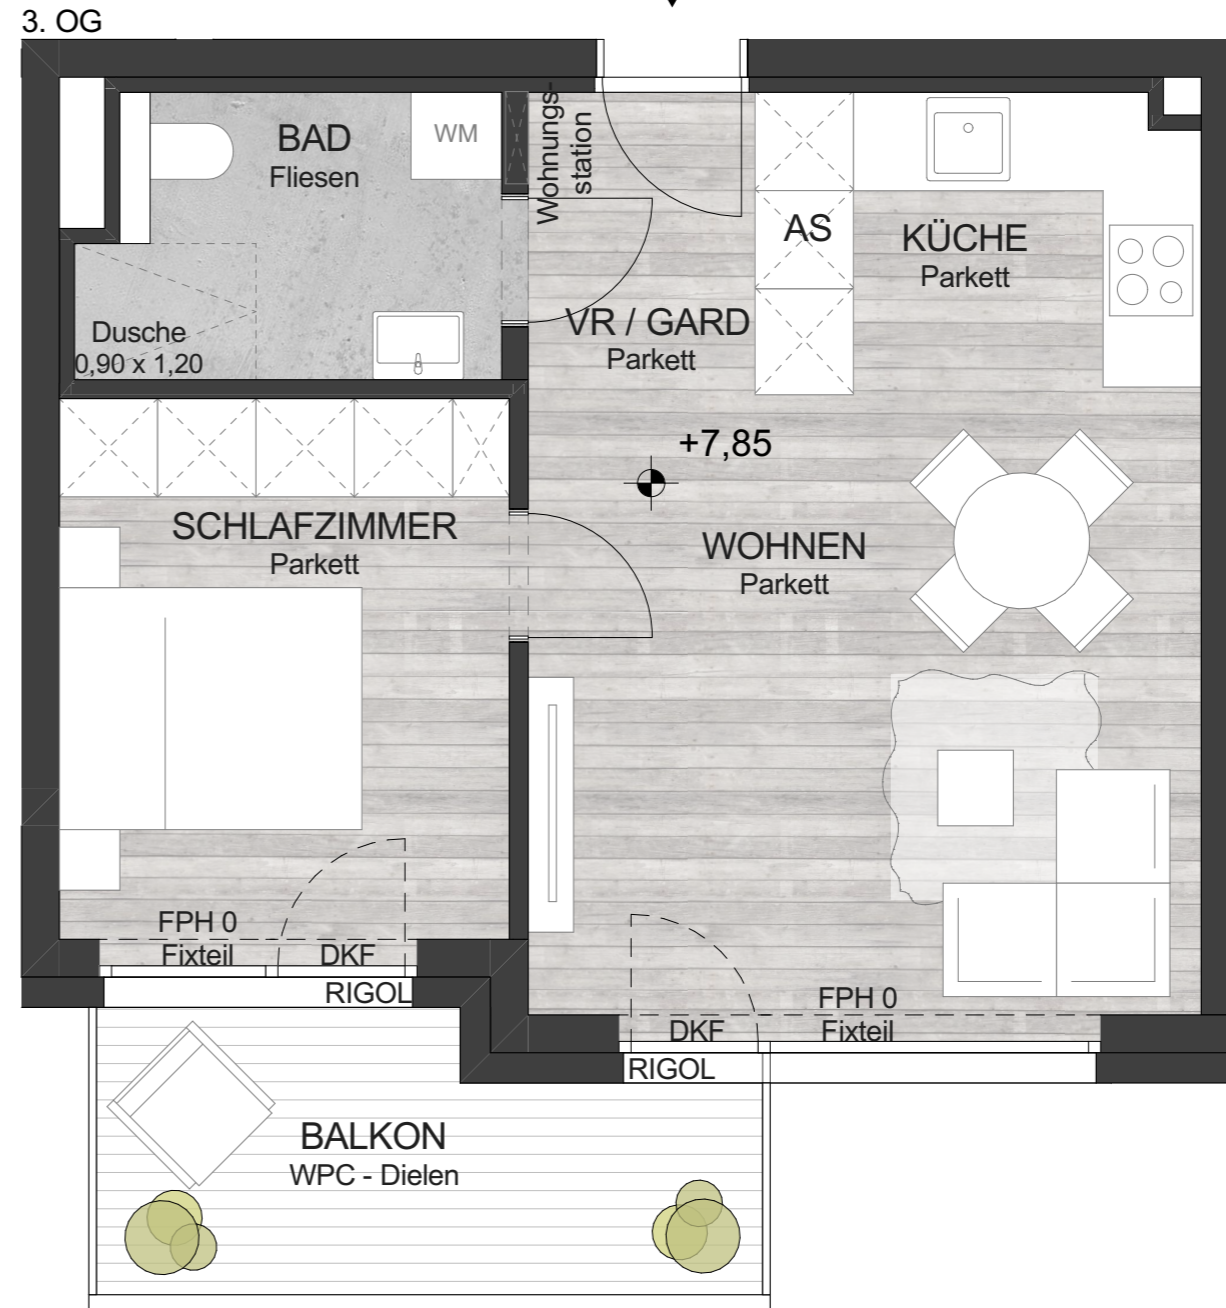 3. OG
BAD
Fliesen
WM
Wohnungs-
station
AS
KÜCHE
Parkett
VR / GARD
Parkett
Dusche
0,90 x 1,20
+7,85
SCHLAFZIMMER
Parkett
WOHNEN
Parkett
FPH 0
Fixteil
DKF
RIGOL
FPH 0
DKF
Fixteil
RIGOL
BALKON
WPC - Dielen